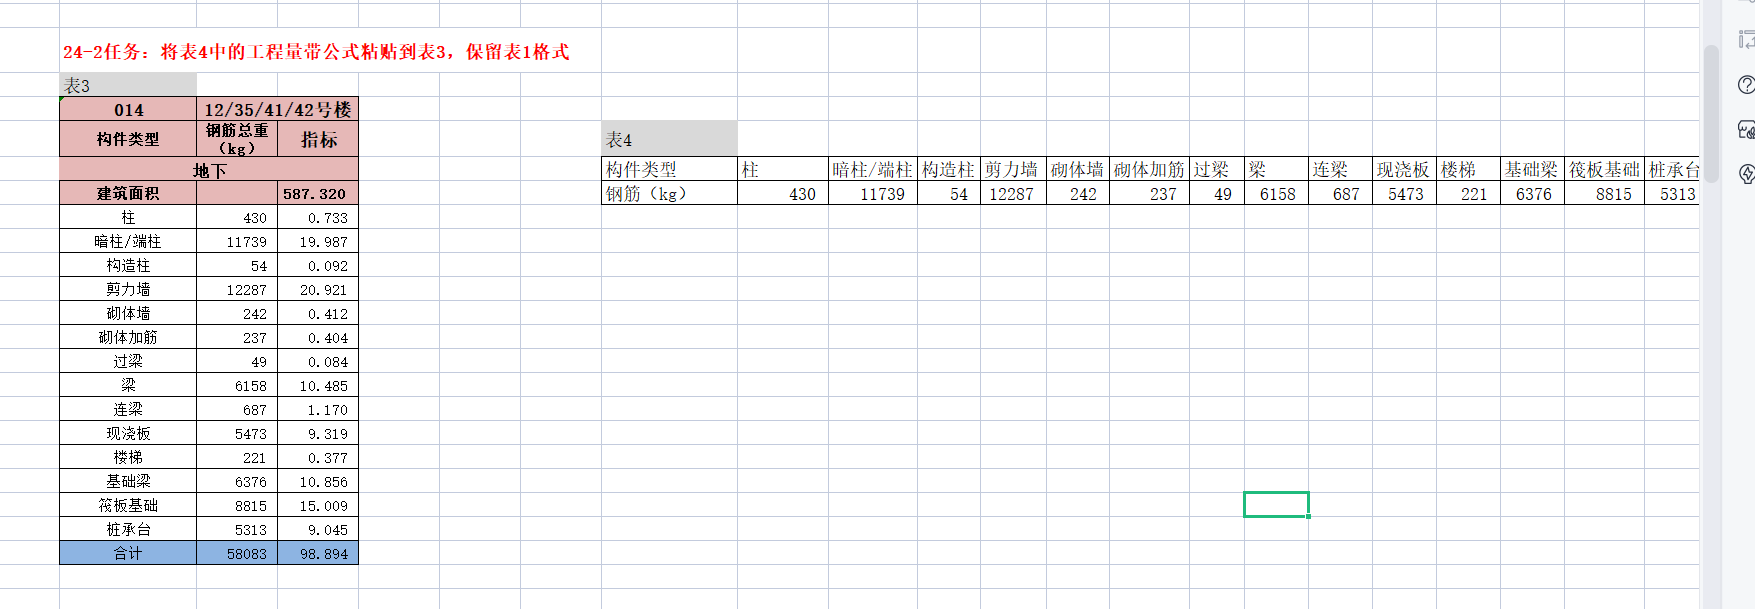 24-2任务：将表4中的工程量带公式粘贴到表3，保留表1格式
表3
014 12/35/41/42号楼
构件类型 钢筋总重（kg） 指标
地下
建筑面积 587.320
柱 430 0.733
暗柱/端柱 11739 19.987
构造柱 54 0.092
剪力墙 12287 20.921
砌体墙 242 0.412
砌体加筋 237 0.404
过梁 49 0.084
梁 6158 10.485
连梁 687 1.170
现浇板 5473 9.319
楼梯 221 0.377
基础梁 6376 10.856
筏板基础 8815 15.009
桩承台 5313 9.045
合计 58083 98.894
表4
构件类型 柱 暗柱/端柱 构造柱 剪力墙 砌体墙 砌体加筋 过梁 梁 连梁 现浇板 楼梯 基础梁 筏板基础 桩承台
钢筋（kg） 430 11739 54 12287 242 237 49 6158 687 5473 221 6376 8815 5313